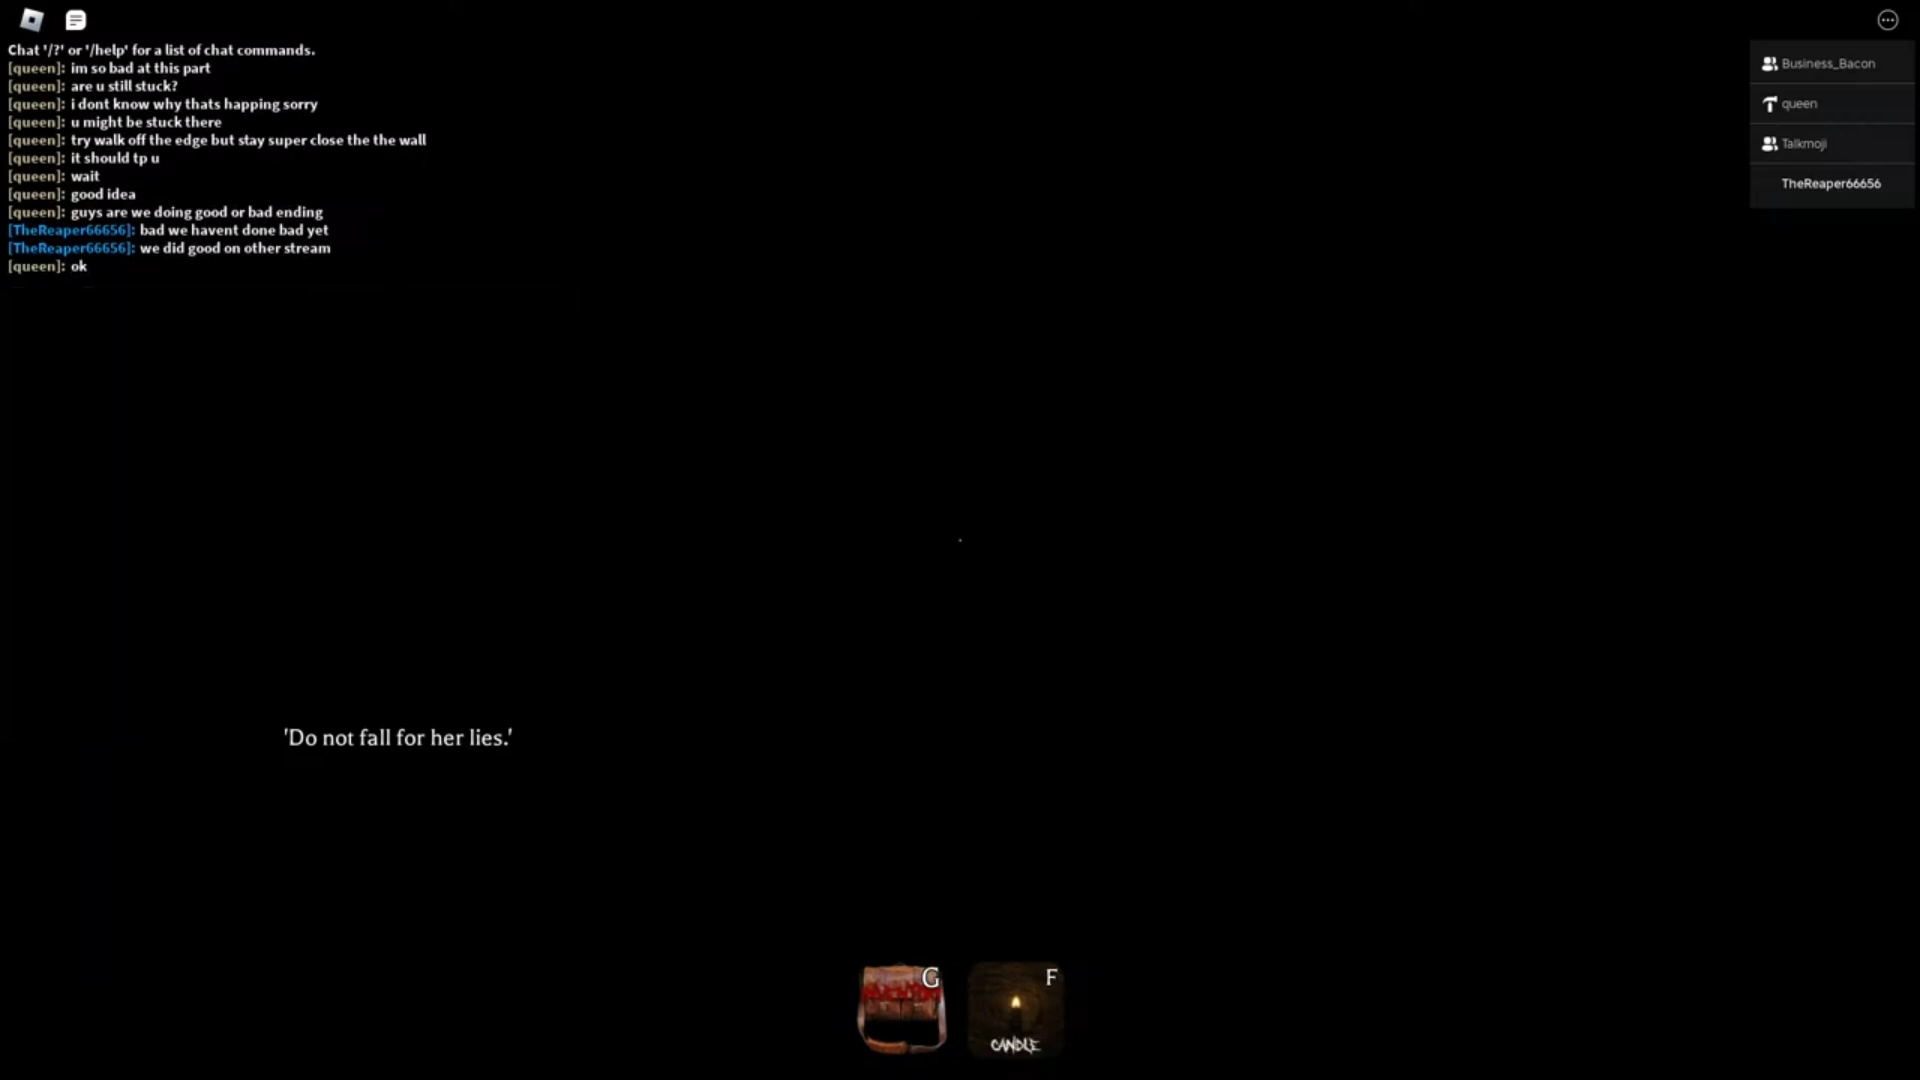 Chat '/?' or '/help' for a list of chat commands.
[queen]: im so bad at this part
[queen]: are u still stuck?
[queen]: i dont know why thats happing sorry
[queen]: u might be stuck there
[queen]: try walk off the edge but stay super close the the wall
[queen]: it should tp u
[queen]: wait
[queen]: good idea
[queen]: guys are we doing good or bad ending
[TheReaper66656]: bad we havent done bad yet
[TheReaper66656]: we did good on other stream
[queen]: ok
Business_Bacon
queen
Talkmoji
TheReaper66656
'Do not fall for her lies.'
G
INVENTORY
F
CANDLE